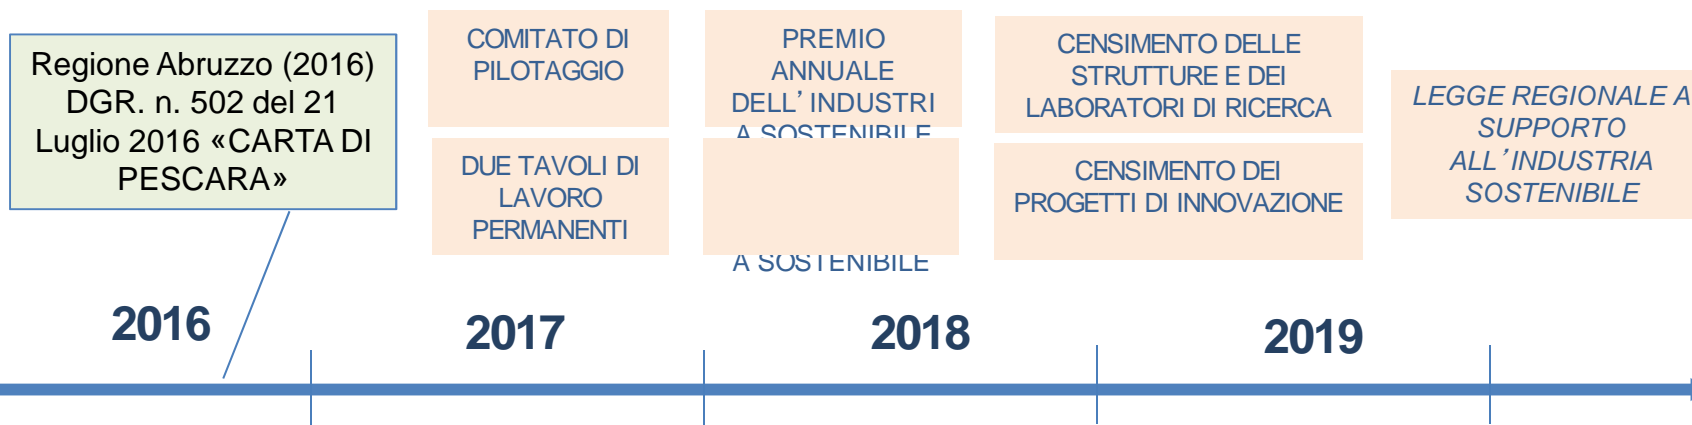 Regione Abruzzo (2016)
DGR. n. 502 del 21
Luglio 2016 «CARTA DI
PESCARA»
COMITATO DI
PILOTAGGIO
DUE TAVOLI DI
LAVORO
PERMANENTI
PREMIO
ANNUALE
DELL’INDUSTRI
A SOSTENIBILE
A SOSTENIBILE
CENSIMENTO DELLE
STRUTTURE E DEI
LABORATORI DI RICERCA
CENSIMENTO DEI
PROGETTI DI INNOVAZIONE
LEGGE REGIONALE A
SUPPORTO
ALL’INDUSTRIA
SOSTENIBILE
2016
2017
2018
2019